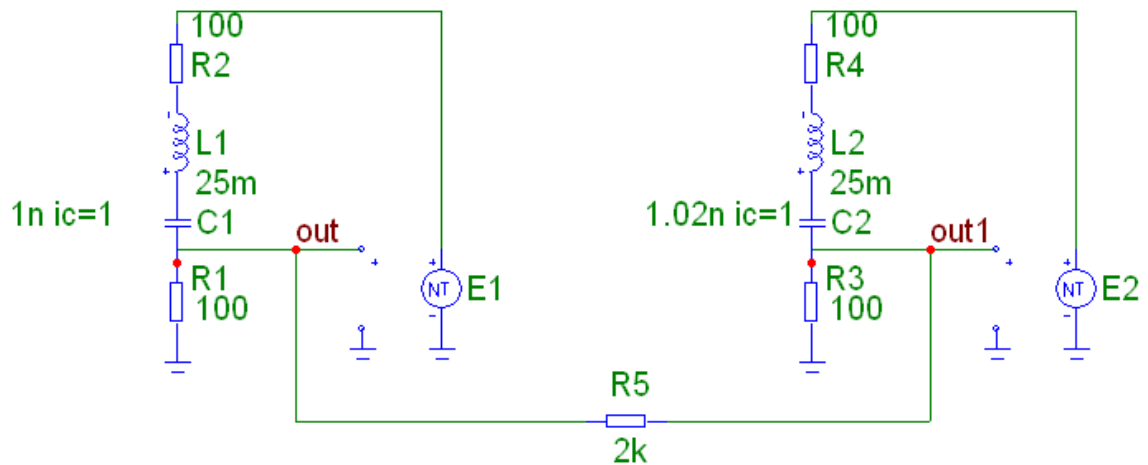 100
R2
L1
25m
1n ic=1
C1
out
R1
100
+
NT
E1
100
R4
L2
25m
1.02n ic=1
C2
out1
R3
100
+
NT
E2
R5
2k